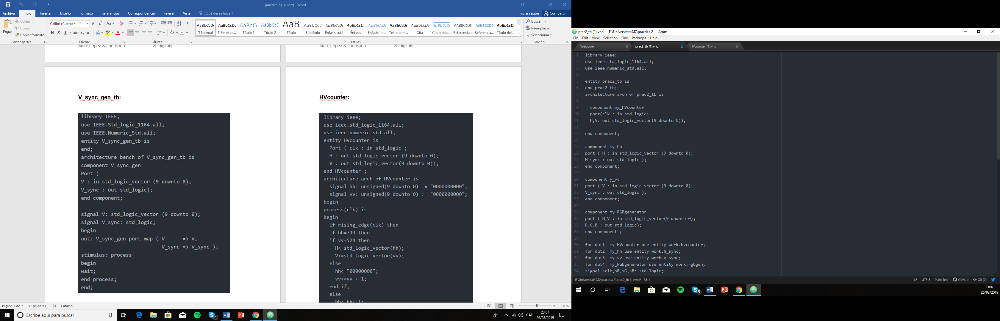 pràctica 2 (1a part) - Word
Archivo Inicio Insertar Diseño Formato Referencias Correspondencia Revisar Vista ¿Qué desea hacer? Iniciar sesión Compartir
Pegar
Cortar
Copiar
Copiar formato
Portapapeles
Calibri (Cuerp 11
N K S abc x₂ x²
Fuente
Párrafo
AaBbCcDc AaBbCcDc AaBbCc AaBbCcD AaB AaBbCcD AaBbCcDc AaBbCcDc AaBbCcDc AaBbCcDc AaBbCcDc AaBbCcDc AABBCCDC AABBCCDC AaBbCcDc
¶ Normal ¶ Sin espa... Título 1 Título 2 Título Subtítulo Énfasis sutil Énfasis Énfasis int... Texto en n... Cita Cita desta... Referencia... Referencia... Título del...
Estilos
Buscar
Reemplazar
Seleccionar
Edición
Marc López & Jan Boria S. digitals
Marc López & Jan Boria S. digitals
V_sync_gen_tb:
library IEEE;
use IEEE.Std_logic_1164.all;
use IEEE.Numeric_Std.all;
entity V_sync_gen_tb is
end;
architecture bench of V_sync_gen_tb is
component V_sync_gen
Port (
V : in std_logic_vector (9 downto 0);
V_sync : out std_logic);
end component;
signal V: std_logic_vector (9 downto 0);
signal V_sync: std_logic;
begin
uut: V_sync_gen port map ( V => V,
V_sync => V_sync );
stimulus: process
begin
wait;
end process;
end;
HVcounter:
library ieee;
use ieee.std_logic_1164.all;
use ieee.numeric_std.all;
entity HVcounter is
Port ( clk : in std_logic ;
H : out std_logic_vector (9 downto 0);
V : out std_logic_vector(9 downto 0));
end HVcounter ;
architecture arch of HVcounter is
signal hh: unsigned(9 downto 0) := "0000000000";
signal vv: unsigned(9 downto 0) := "0000000000";
begin
process(clk) is
begin
if rising_edge(clk) then
if hh=799 then
if vv=524 then
H<=std_logic_vector(hh);
V<=std_logic_vector(vv);
else
hh<="00000000";
vv<=vv + 1;
end if;
else
hh<=hh+ 1;
Página 3 de 9 57 palabras Catalán 100 %
Escribe aquí para buscar
5
CAT
23:07
26/03/2019
prac2_tb (1).vhd — E:\Universitat\S.D\practica 2 — Atom
File Edit View Selection Find Packages Help
Welcome prac2_tb (1).vhd HVcounter (1).vhd
1 library ieee;
2 use ieee.std_logic_1164.all;
3 use ieee.numeric_std.all;
4
5 entity prac2_tb is
6 end prac2_tb;
7 architecture arch of prac2_tb is
8
9 component my_HVcounter
10 port(clk : in std_logic;
11 H,V: out std_logic_vector(9 downto 0));
12
13 end component;
14
15 component my_hh
16 port ( H : in std_logic_vector (9 downto 0);
17 H_sync : out std_logic );
18 end component;
19
20 component y_vv
21 port ( V : in std_logic_vector (9 downto 0);
22 V_sync : out std_logic );
23 end component;
24
25 component my_RGBgenerator
26 port ( H,V : in std_logic_vector(9 downto 0);
27 R,G,B : out std_logic);
28 end component ;
29
30 for dut1: my_HVcounter use entity work.hvcounter;
31 for dut2: my_hh use entity work.h_sync;
32 for dut3: my_vv use entity work.v_sync;
33 for dut4: my_RGBgenerator use entity work.rgbgen;
34 signal sclk,sR,sG,sB: std_logic;
E:\Universitat\S.D\practica 2\prac2_tb (1).vhd* 36:1 LF UTF-8 Plain Text GitHub Git (0)
5
23:07
26/03/2019